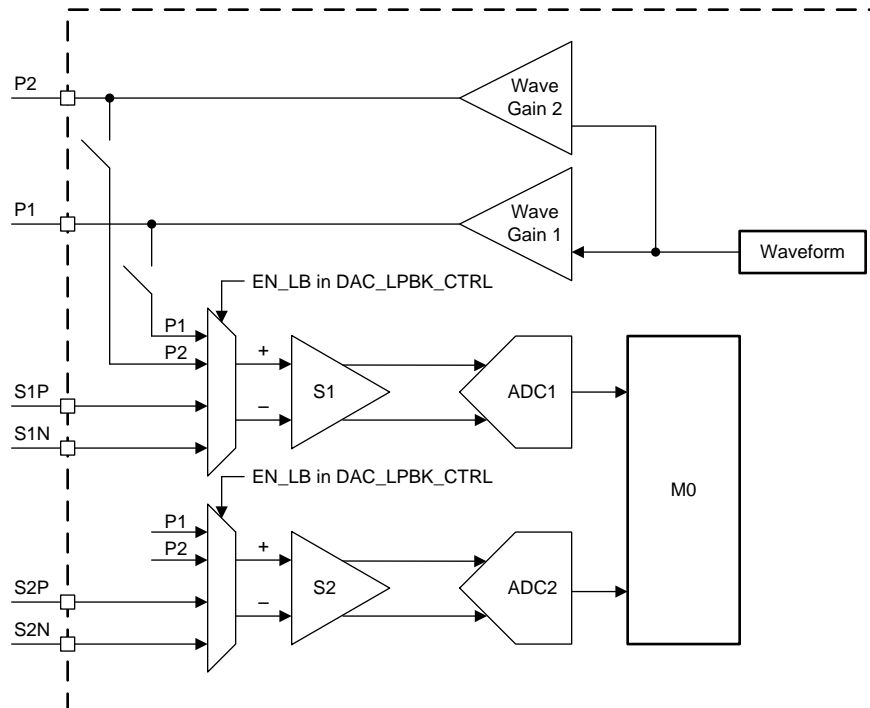 P2
Wave
Gain 2
P1
Wave
Gain 1
Waveform
EN_LB in DAC_LPBK_CTRL
P1
P2
+
–
S1
ADC1
S1P
S1N
M0
EN_LB in DAC_LPBK_CTRL
P1
P2
+
–
S2
ADC2
S2P
S2N